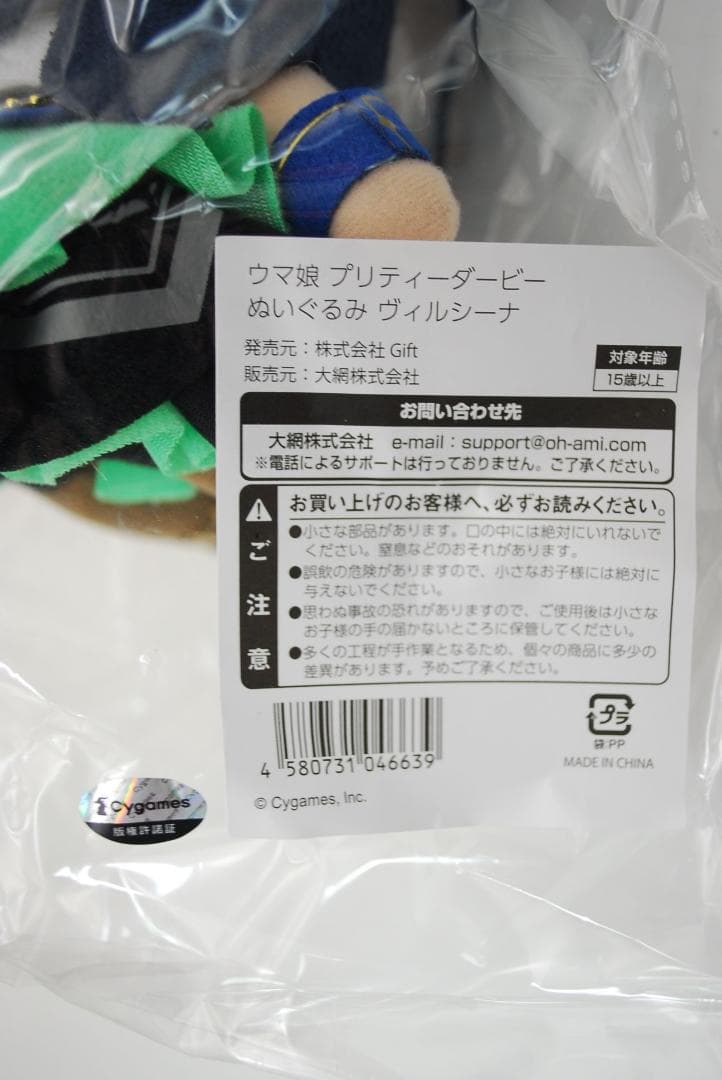 ウマ娘 プリティーダービー
ぬいぐるみ ヴィルシーナ
発売元：株式会社 Gift
販売元：大網株式会社
対象年齢
15歳以上
お問い合わせ先
大網株式会社 e-mail：support@oh-ami.com
※電話によるサポートは行っておりません。ご了承ください。
ご注意
お買い上げのお客様へ、必ずお読みください。
●小さな部品があります。口の中には絶対にいれないで
ください。窒息などのおそれがあります。
●誤飲の危険がありますので、小さなお子様には絶対に
与えないでください。
●思わぬ事故の恐れがありますので、ご使用後は小さな
お子様の手の届かないところに保管してください。
●多くの工程が手作業となるため、個々の商品に多少の
差異があります。予めご了承ください。
4 580731 046639
プラ
袋:PP
MADE IN CHINA
© Cygames, Inc.
Cygames
版権許諾証